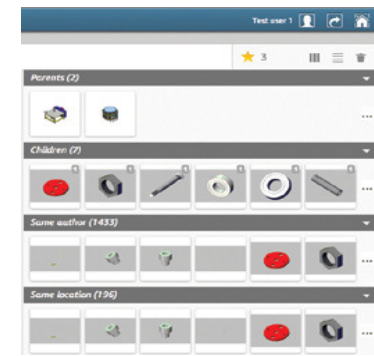 Test user 1
3
Parents (2)
Children (7)
Same author (1433)
Same location (196)